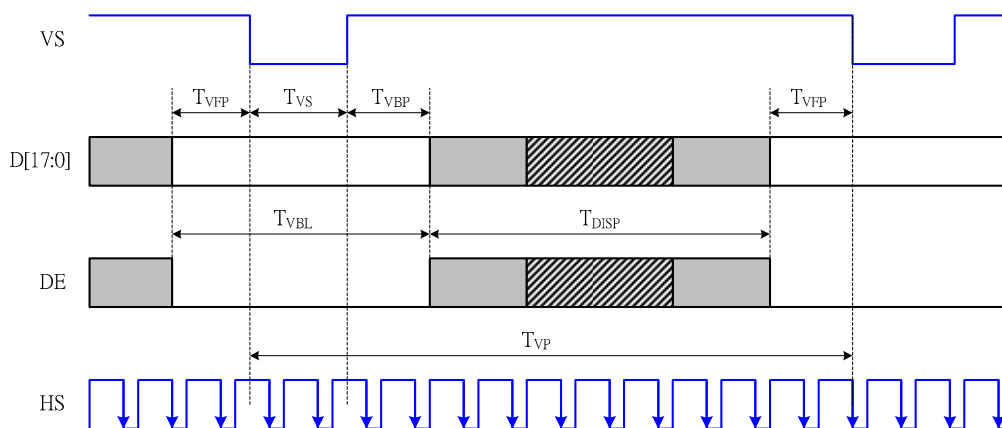 VS
TVFP TVS TVBP TVFP
D[17:0]
TVBL TDISP
DE
TVP
HS